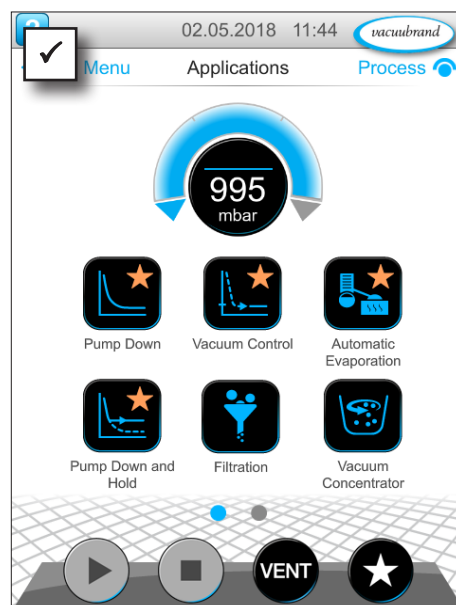 02.05.2018 11:44 vacuubrand
Menu Applications Process
995
mbar
Pump Down Vacuum Control Automatic
Evaporation
Pump Down and
Hold Filtration Vacuum
Concentrator
VENT